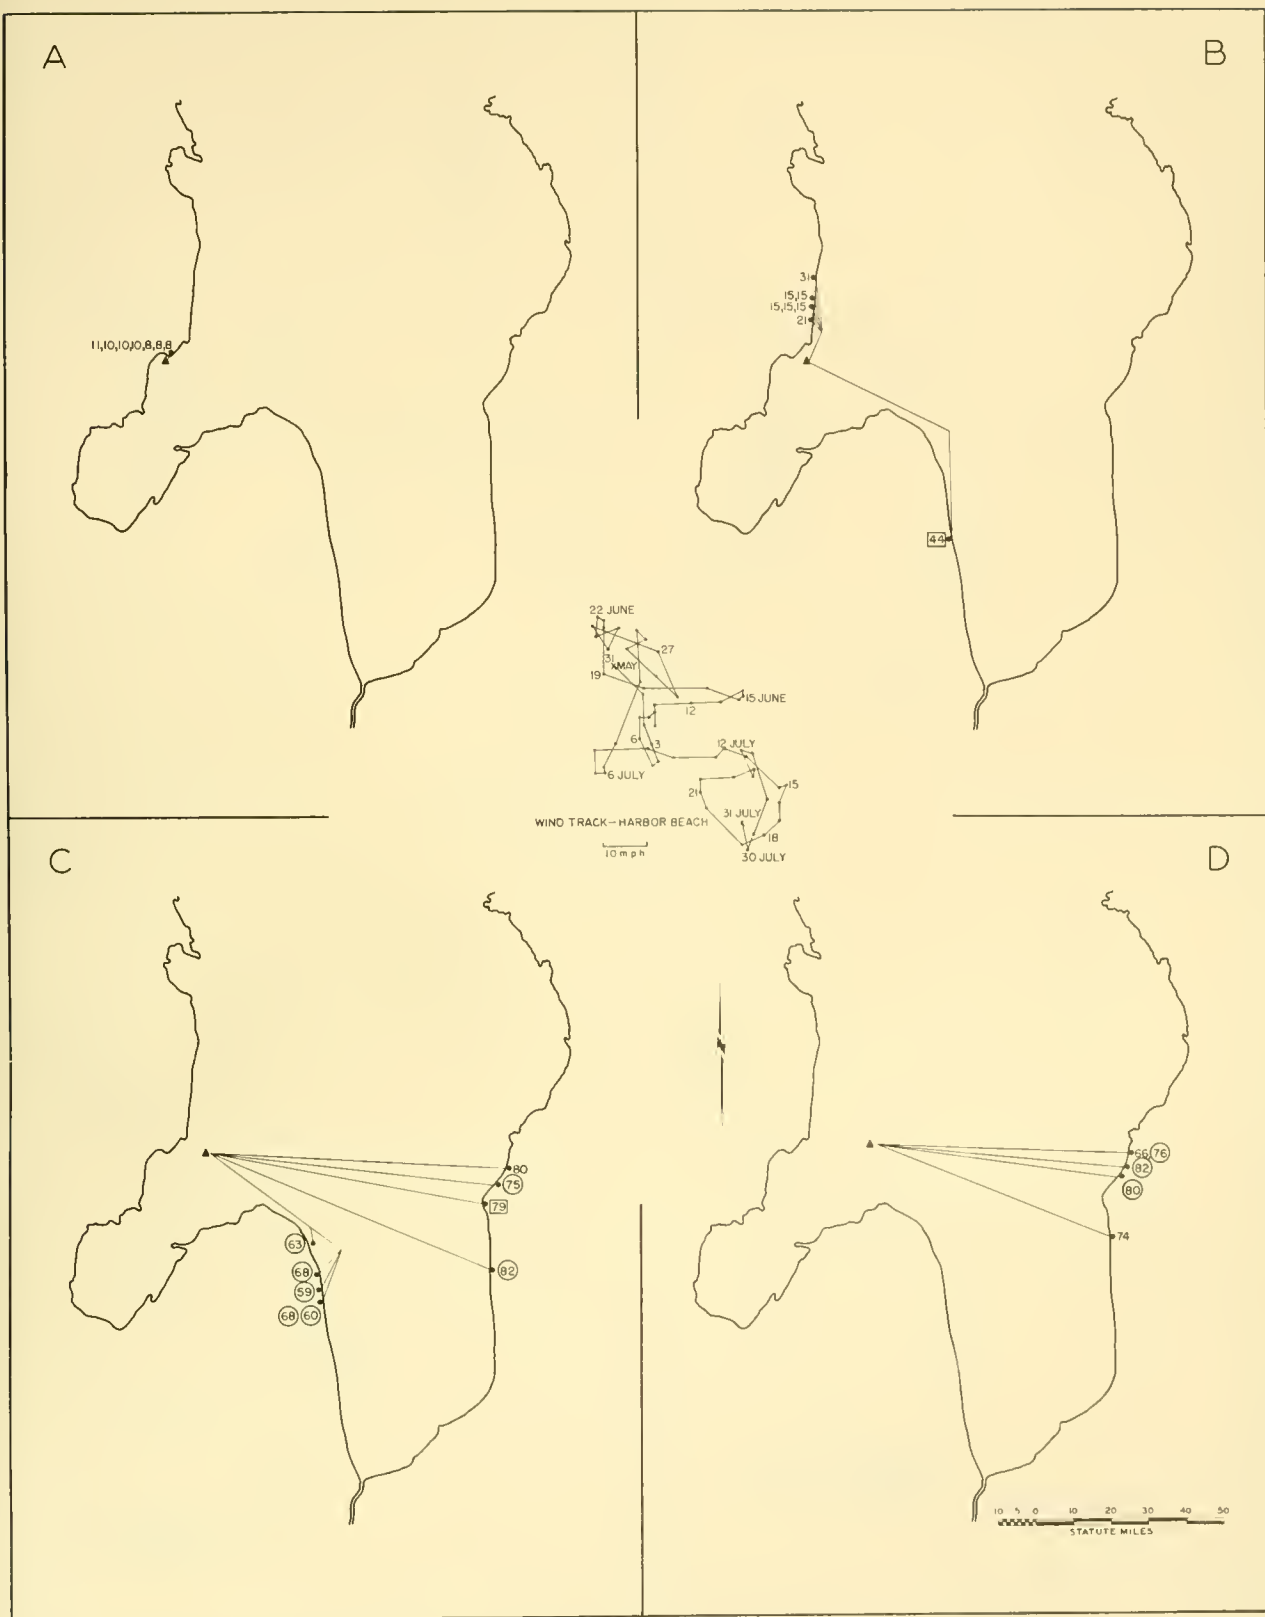 A
B
11,10,10,10,8,8,8
31
15,15
15,15,15
21
44
22 JUNE
27
31
MAY
19
15 JUNE
12
6
3
12 JULY
6 JULY
15
21
31 JULY
WIND TRACK—HARBOR BEACH
18
10 mph
30 JULY
C
D
N
80
75
79
63
68
59
68 60
82
66, 76
82
80
74
10 5 0 10 20 30 40 50
STATUTE MILES